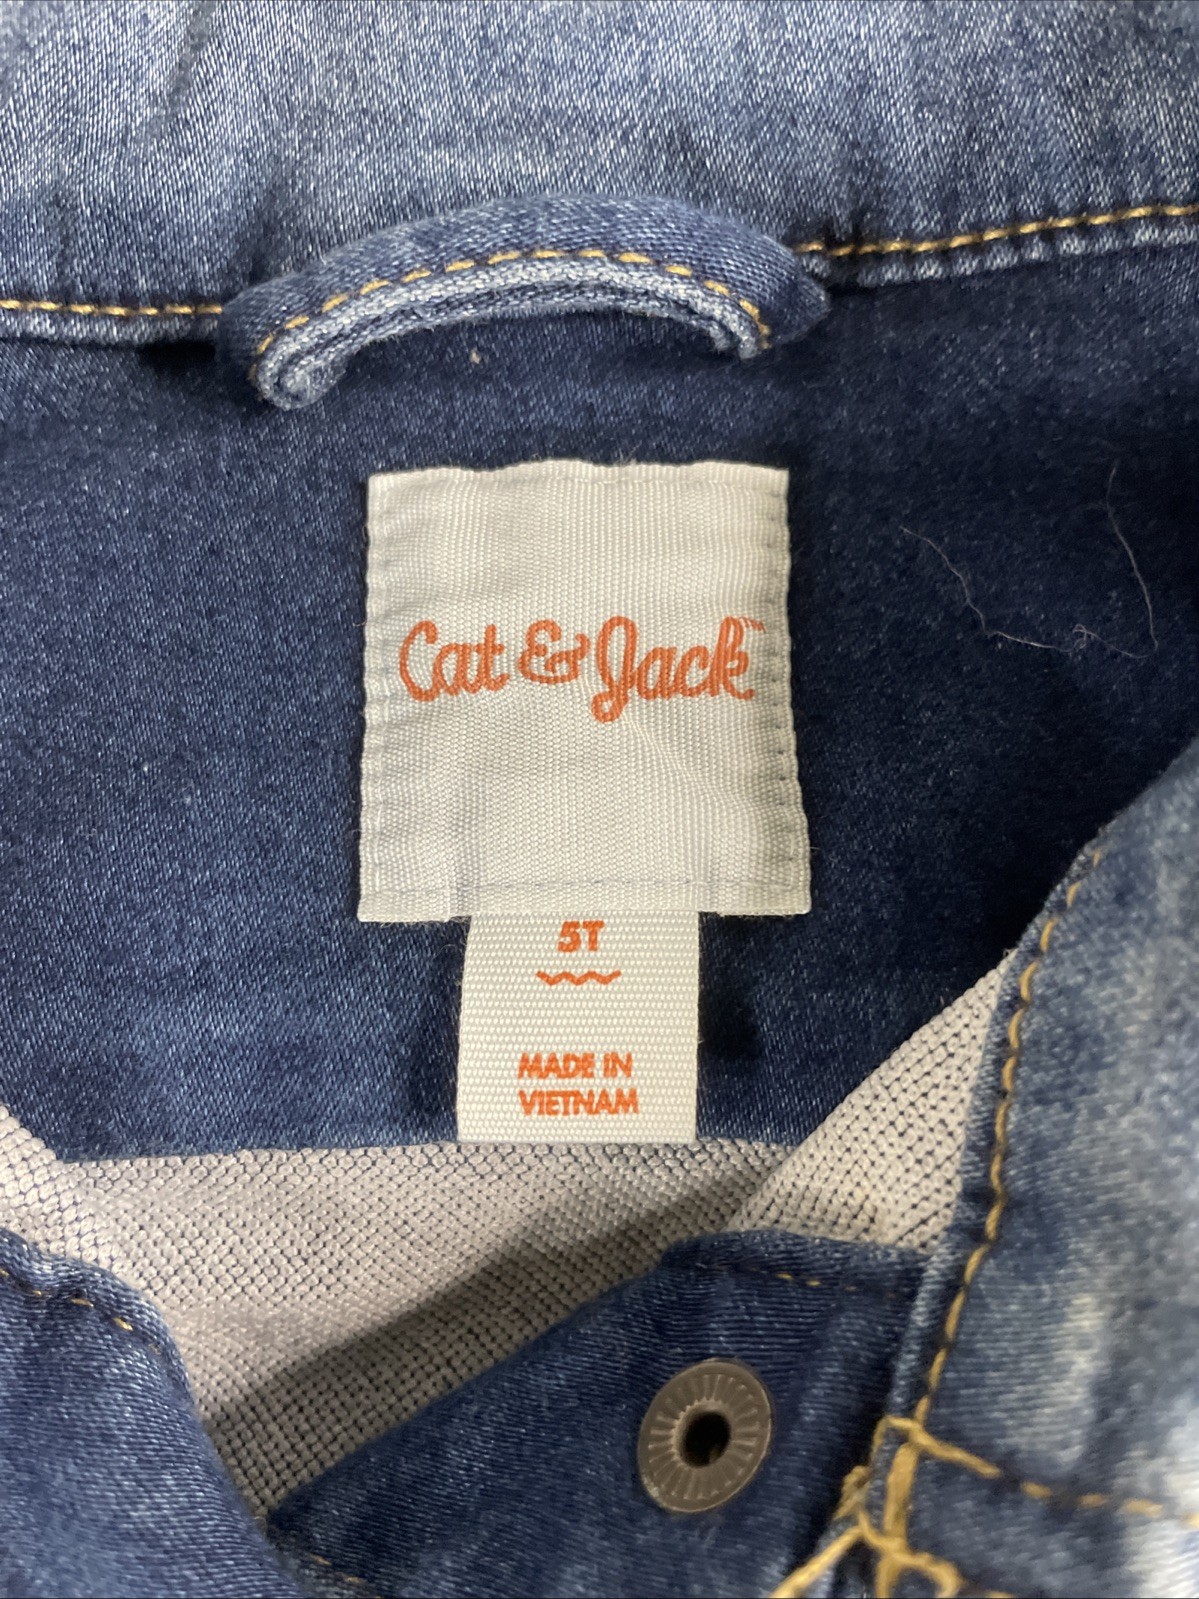 Cat & Jack™
5T
MADE IN
VIETNAM